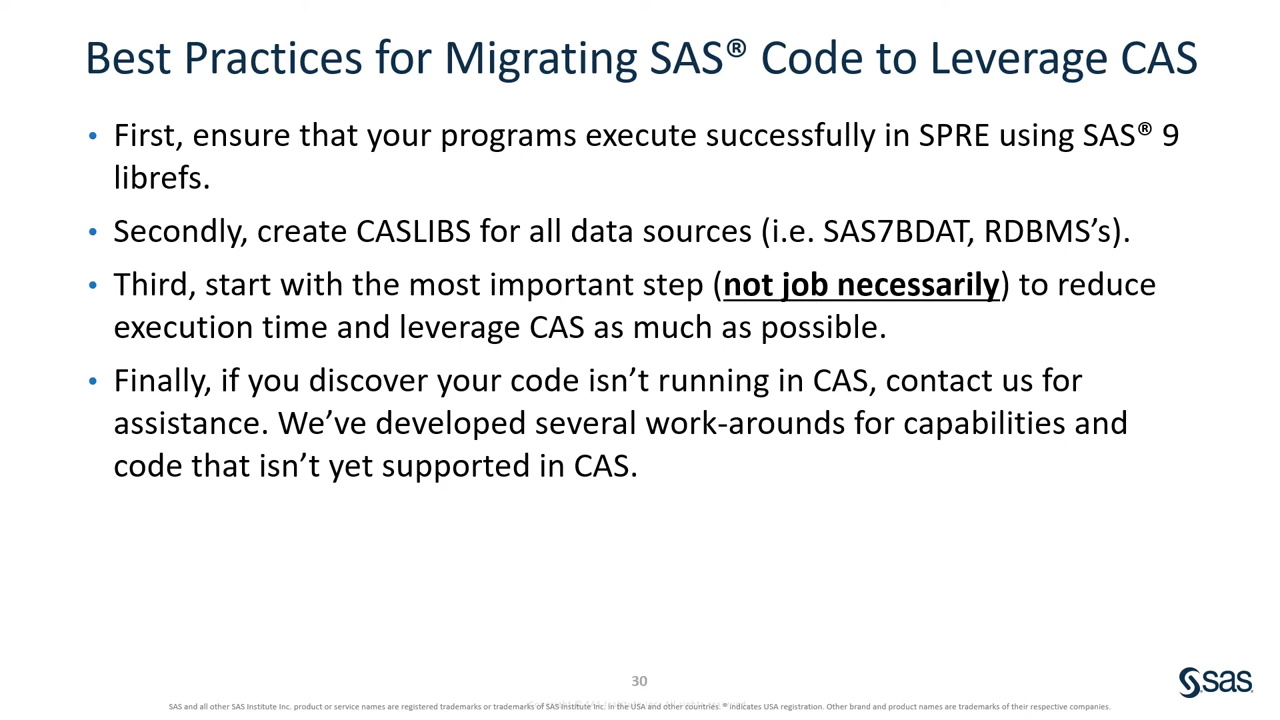 Best Practices for Migrating SAS® Code to Leverage CAS
• First, ensure that your programs execute successfully in SPRE using SAS® 9
librefs.
• Secondly, create CASLIBS for all data sources (i.e. SAS7BDAT, RDBMS’s).
• Third, start with the most important step (not job necessarily) to reduce
execution time and leverage CAS as much as possible.
• Finally, if you discover your code isn’t running in CAS, contact us for
assistance. We’ve developed several work-arounds for capabilities and
code that isn’t yet supported in CAS.
30
sas
SAS and all other SAS Institute Inc. product or service names are registered trademarks or trademarks of SAS Institute Inc. in the USA and other countries. ® indicates USA registration. Other brand and product names are trademarks of their respective companies.